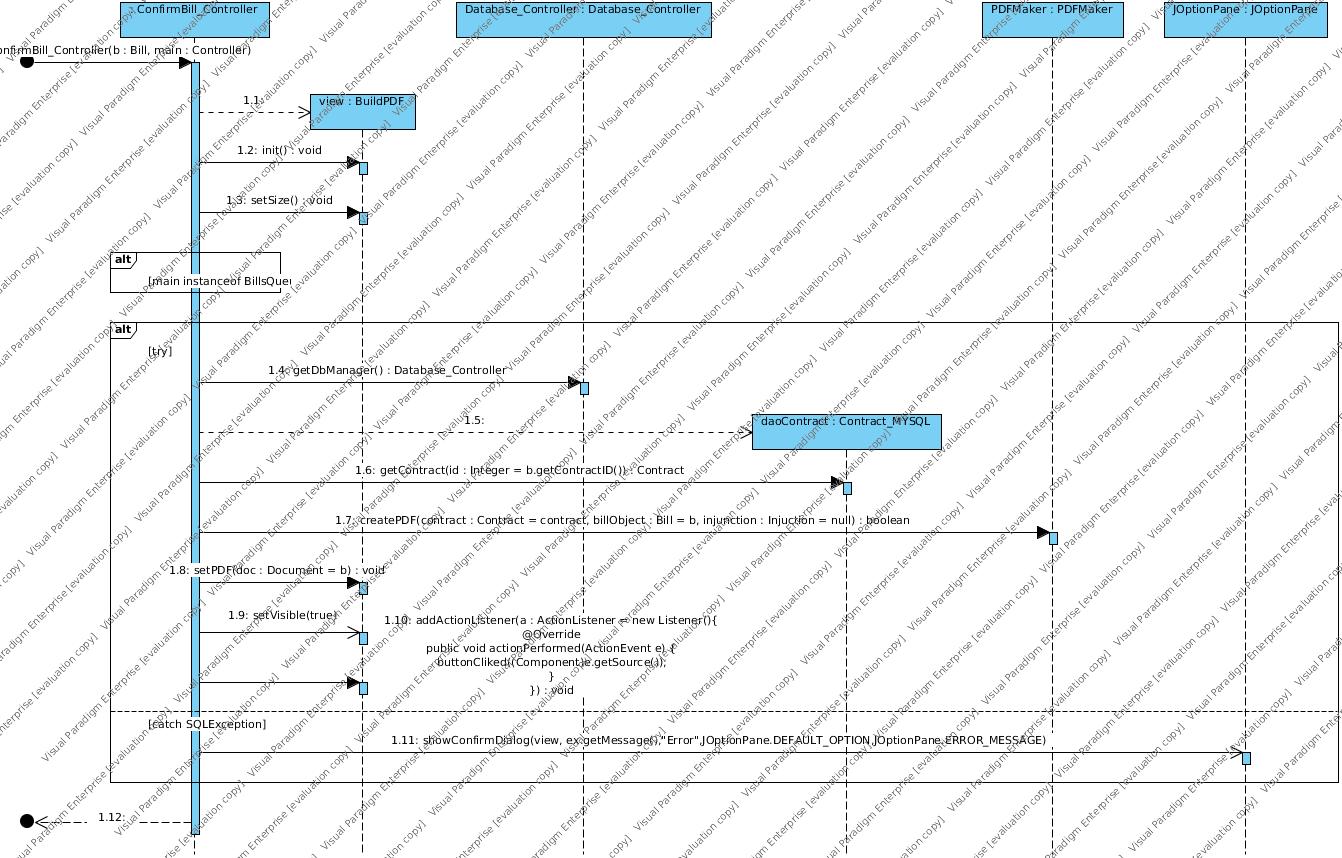 ConfirmBill_Controller
Database_Controller : Database_Controller
PDFMaker : PDFMaker
JOptionPane : JOptionPane
onfirmBill_Controller(b : Bill, main : Controller)
1.1:
view : BuildPDF
1.2: init() : void
1.3: setSize() : void
alt
[main instanceof BillsQue
alt
[try]
1.4: getDbManager() : Database_Controller
1.5:
daoContract : Contract_MYSQL
1.6: getContract(id : Integer = b.getContractID()) : Contract
1.7: createPDF(contract : Contract = contract, billObject : Bill = b, injunction : Injuction = null) : boolean
1.8: setPDF(doc : Document = b) : void
1.9: setVisible(true)
1.10: addActionListener(a : ActionListener = new Listener(){
@Override
public void actionPerformed(ActionEvent e) {
buttonCliked((Component)e.getSource());
}
}) : void
[catch SQLException]
1.11: showConfirmDialog(view, ex.getMessage(),"Error",JOptionPane.DEFAULT_OPTION,JOptionPane.ERROR_MESSAGE)
1.12:
Visual Paradigm Enterprise [evaluation copy]